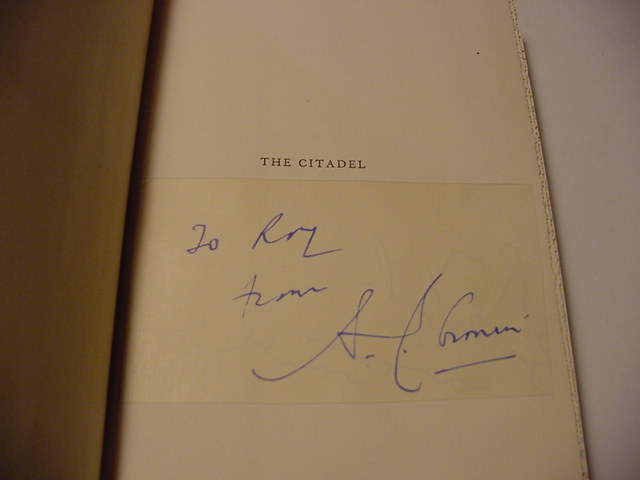 THE CITADEL
To Roy
from
A. J. Cronin